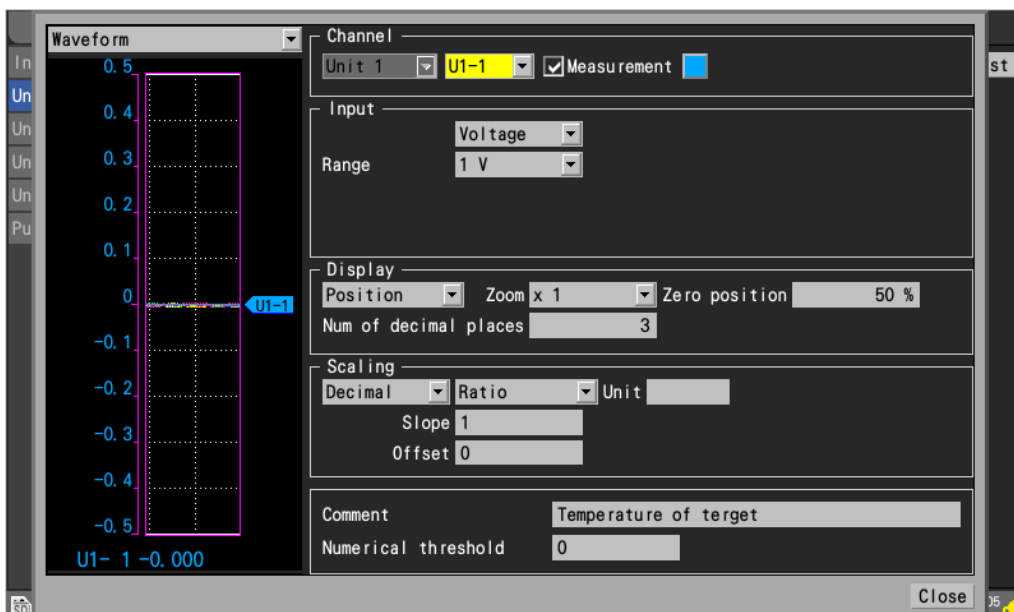 Waveform
0.5
0.4
0.3
0.2
0.1
0
-0.1
-0.2
-0.3
-0.4
-0.5
U1-1
U1- 1 -0.000
Channel
Unit 1 U1-1 Measurement
Input
Voltage
Range 1 V
Display
Position Zoom x 1 Zero position 50 %
Num of decimal places 3
Scaling
Decimal Ratio Unit
Slope 1
Offset 0
Comment Temperature of terget
Numerical threshold 0
Close
In
Un
Un
Un
Un
Pu
st
05